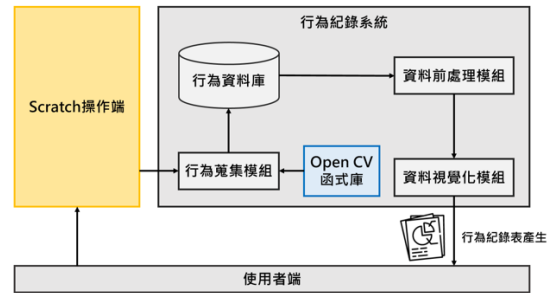 行為紀錄系統
行為資料庫
資料前處理模組
Scratch操作端
行為蒐集模組
Open CV
函式庫
資料視覺化模組
行為紀錄表產生
使用者端